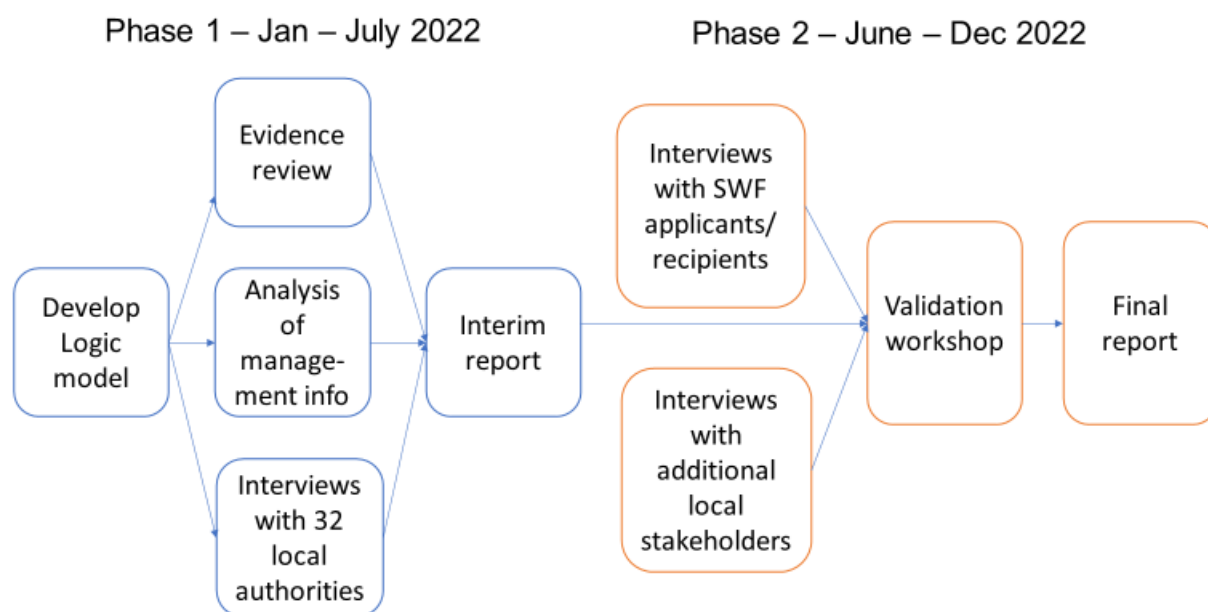 Phase 1 – Jan – July 2022
Phase 2 – June – Dec 2022
Develop
Logic
model
Evidence
review
Analysis
of
manage-
ment info
Interviews
with 32
local
authorities
Interim
report
Interviews
with SWF
applicants/
recipients
Interviews
with
additional
local
stakeholders
Validation
workshop
Final
report